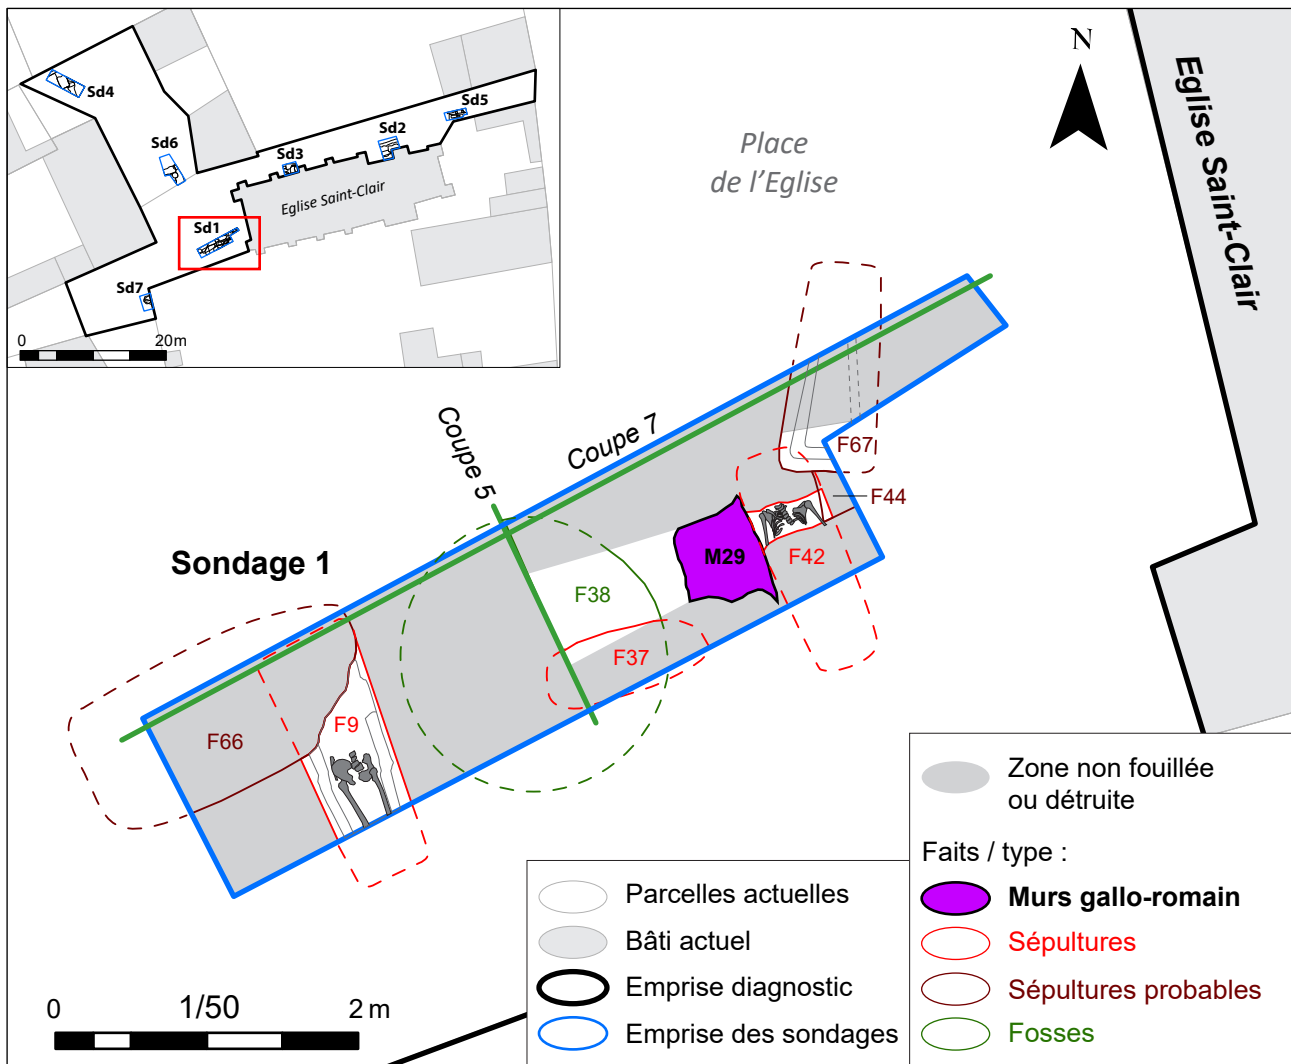 Sd4
Sd5
Sd6
Sd2
Sd3
Eglise Saint-Clair
Sd1
Sd7
0 20m
N
Eglise Saint-Clair
Place
de l'Eglise
Coupe 5
Coupe 7
Sondage 1
F67
F44
M29
F42
F38
F37
F9
F66
Zone non fouillée
ou détruite
Faits / type :
Murs gallo-romain
Sépultures
Sépultures probables
Fosses
Parcelles actuelles
Bâti actuel
Emprise diagnostic
Emprise des sondages
0 1/50 2 m